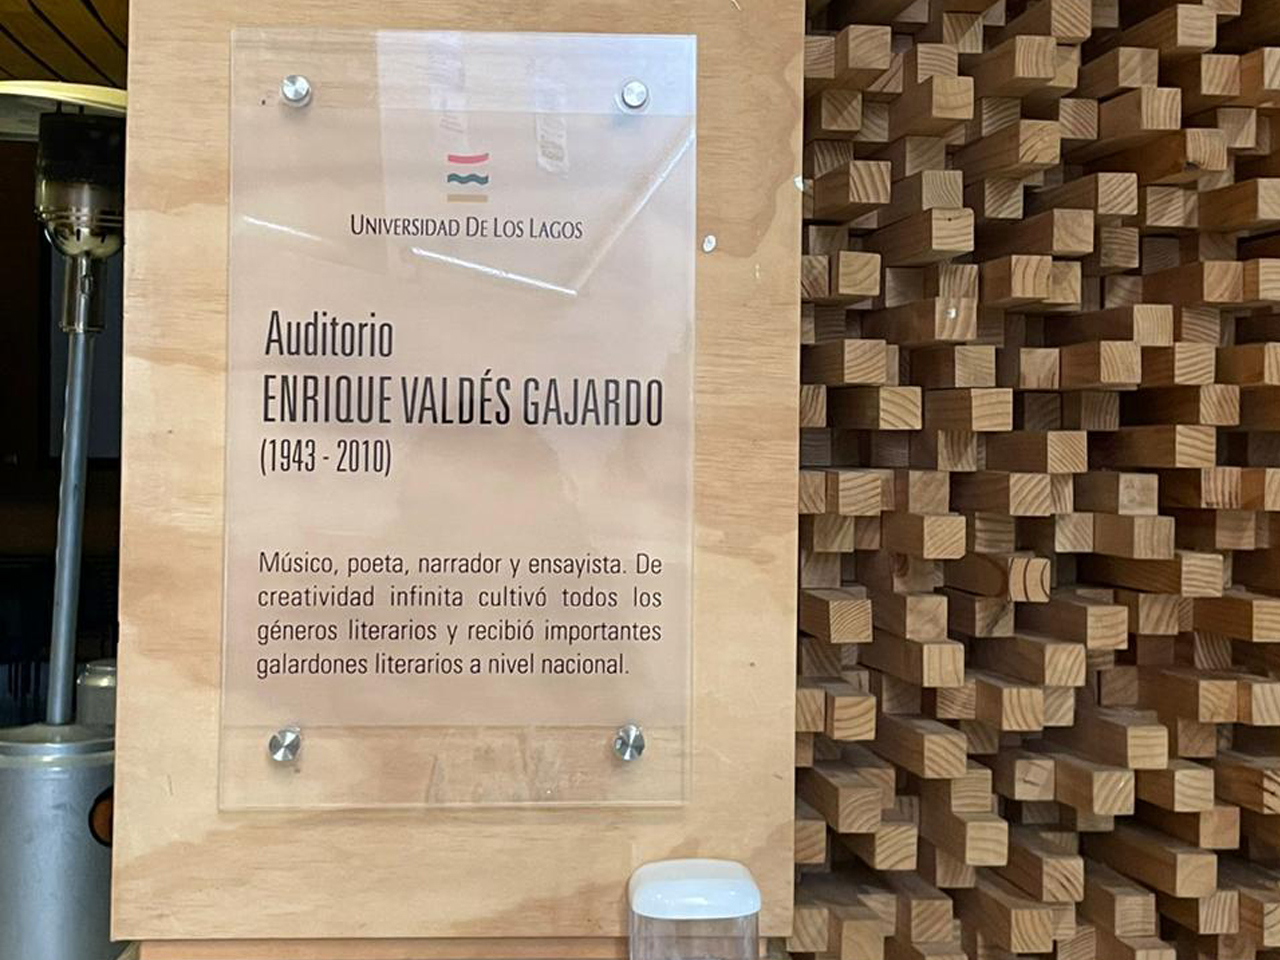 UNIVERSIDAD DE LOS LAGOS
Auditorio
ENRIQUE VALDÉS GAJARDO
(1943 - 2010)
Músico, poeta, narrador y ensayista. De
creatividad infinita cultivó todos los
géneros literarios y recibió importantes
galardones literarios a nivel nacional.